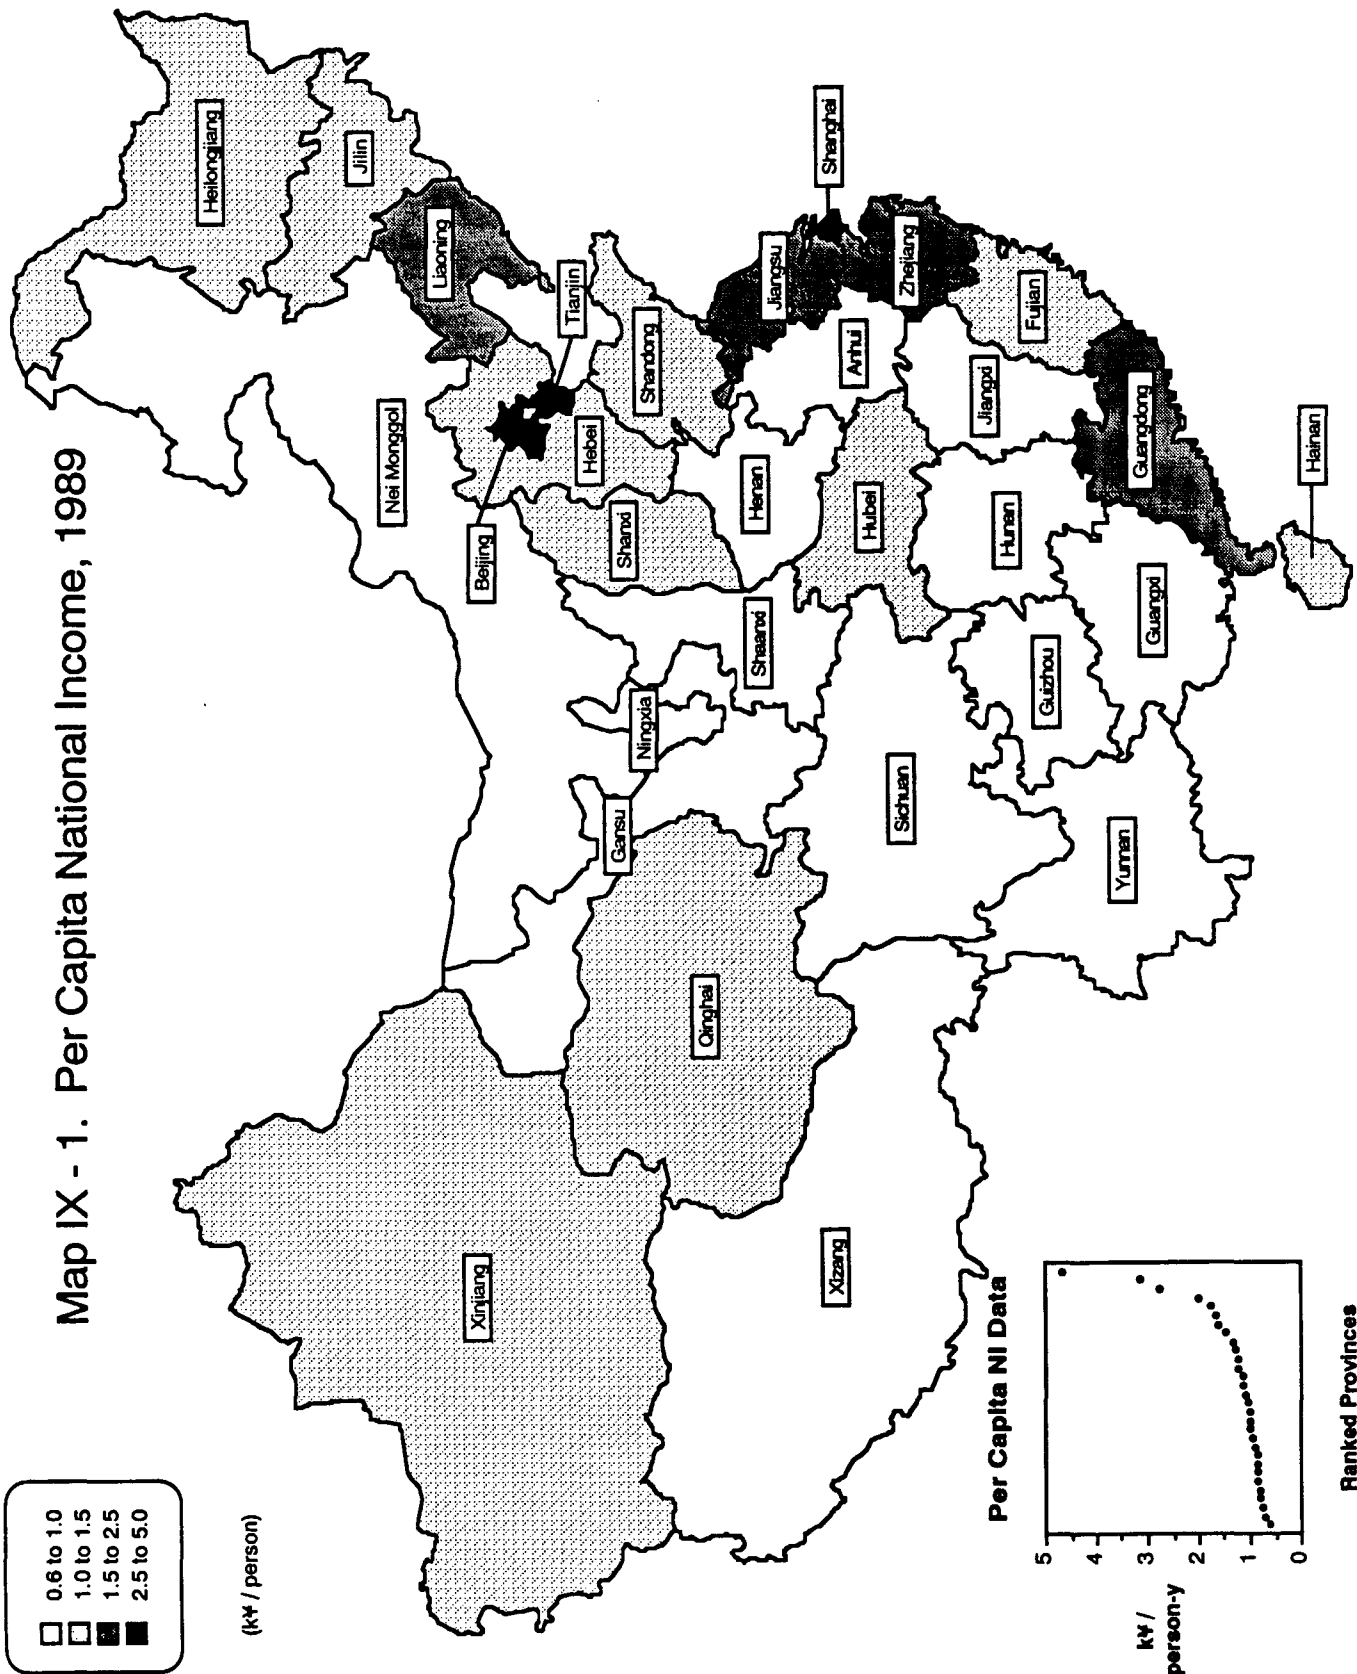 Map IX - 1. Per Capita National Income, 1989
0.6 to 1.0
1.0 to 1.5
1.5 to 2.5
2.5 to 5.0
(k¥ / person)
Heilongjiang
Jilin
Liaoning
Nei Monggol
Beijing
Tianjin
Hebei
Shanxi
Shandong
Xinjiang
Gansu
Ningxia
Qinghai
Shaanxi
Henan
Jiangsu
Shanghai
Anhui
Zhejiang
Hubei
Xizang
Sichuan
Hunan
Jiangxi
Fujian
Guizhou
Yunnan
Guangxi
Guangdong
Hainan
Per Capita NI Data
k¥ /
person-y
5
4
3
2
1
0
Ranked Provinces